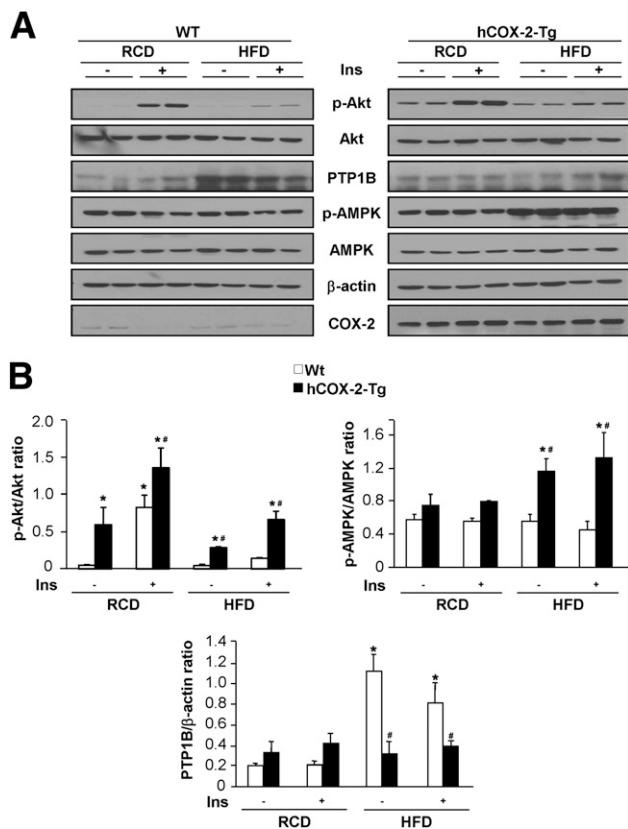 A
WT
hCOX-2-Tg
RCD HFD RCD HFD
- + - + Ins - + - +
p-Akt
Akt
PTP1B
p-AMPK
AMPK
β-actin
COX-2
B
Wt
hCOX-2-Tg
p-Akt/Akt ratio
2.0
1.5
1.0
0.5
0
* * *# *# *#
Ins - + - +
RCD HFD
p-AMPK/AMPK ratio
1.6
1.2
0.8
0.4
0
*# *#
Ins - + - +
RCD HFD
PTP1B/β-actin ratio
1.4
1.2
1.0
0.8
0.6
0.4
0.2
0
* # * #
Ins - + - +
RCD HFD